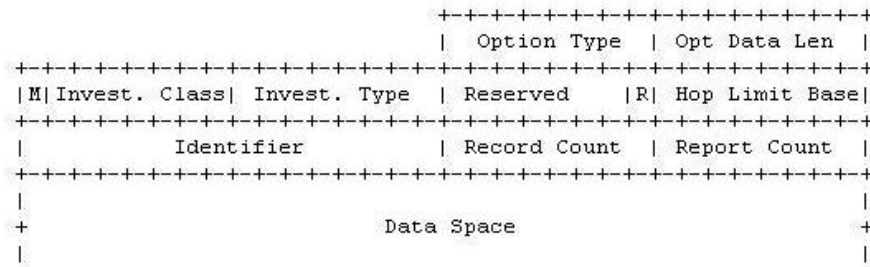 +-+-+-+-+-+-+-+-+-+-+-+-+-+-+-+-+
|  Option Type  | Opt Data Len  |
+-+-+-+-+-+-+-+-+-+-+-+-+-+-+-+-+-+-+-+-+-+-+-+-+-+-+-+-+-+-+-+-+
|M|Invest. Class| Invest. Type  | Reserved    |R| Hop Limit Base|
+-+-+-+-+-+-+-+-+-+-+-+-+-+-+-+-+-+-+-+-+-+-+-+-+-+-+-+-+-+-+-+-+
|           Identifier          | Record Count  | Report Count  |
+-+-+-+-+-+-+-+-+-+-+-+-+-+-+-+-+-+-+-+-+-+-+-+-+-+-+-+-+-+-+-+-+
|                                                               |
+                          Data Space                           +
|                                                               |